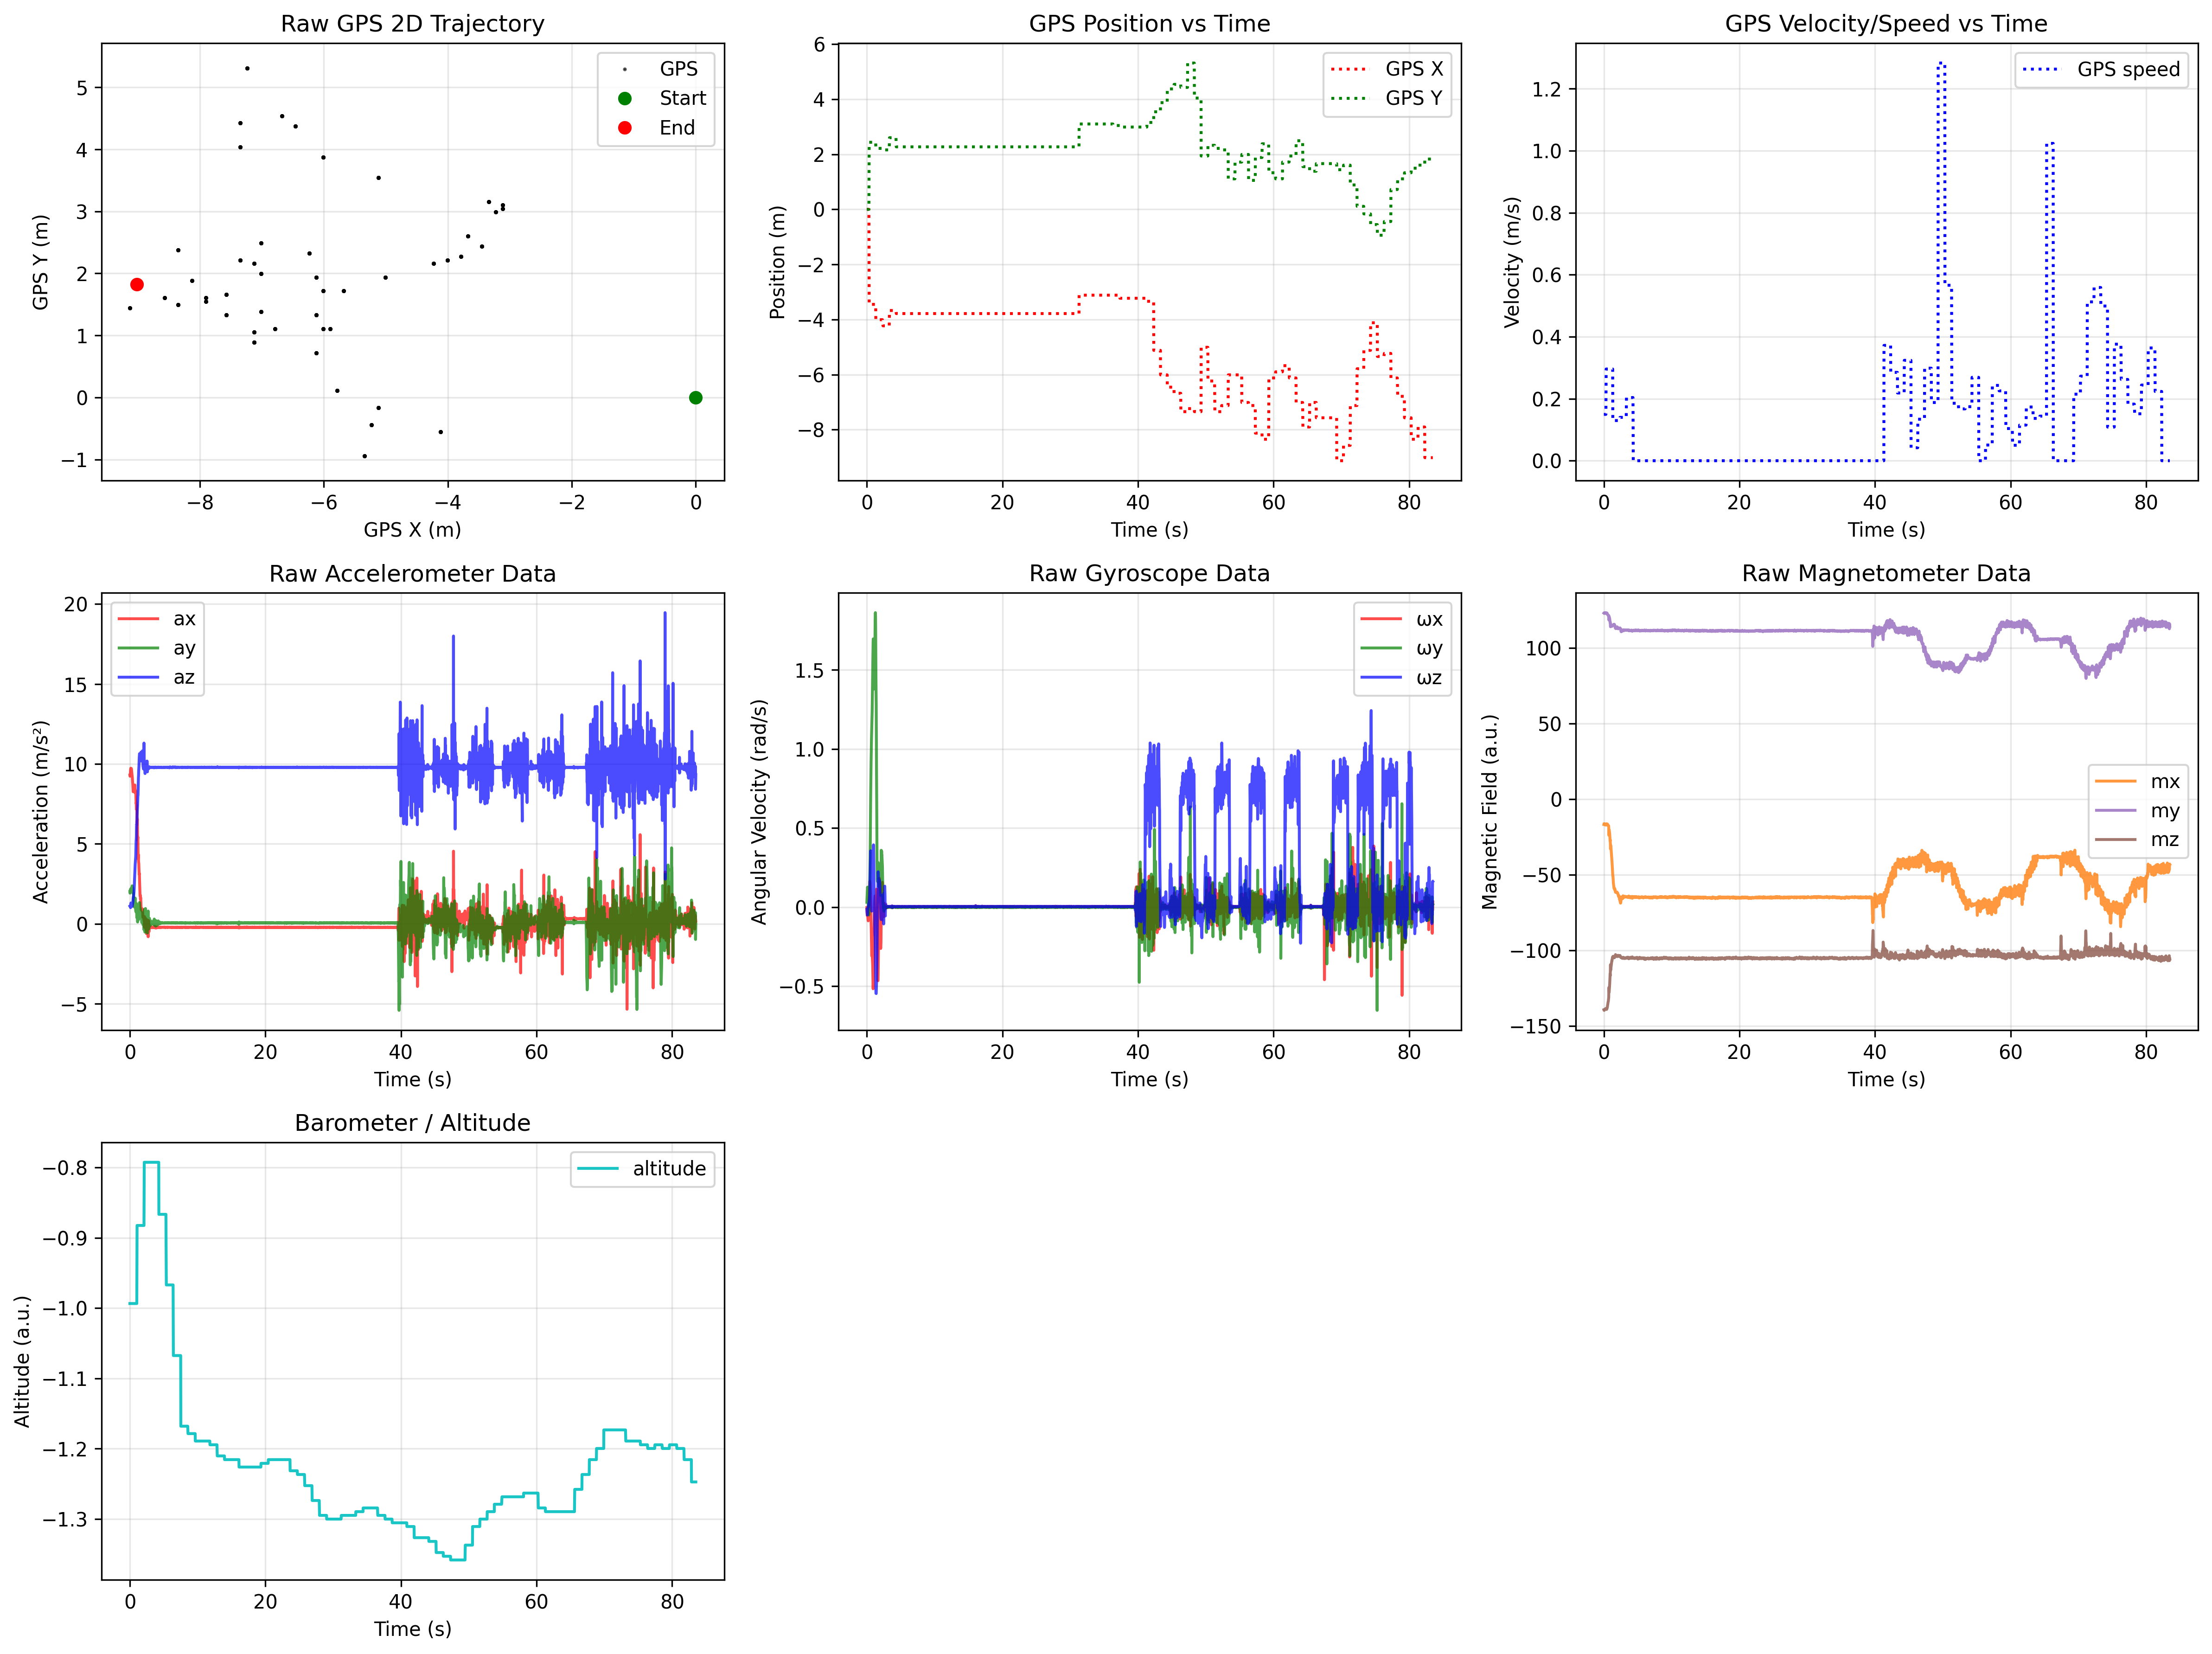 Raw GPS 2D Trajectory
GPS Y (m)
5
4
3
2
1
0
−1
GPS
Start
End
−8
−6
−4
−2
0
GPS X (m)
GPS Position vs Time
Position (m)
6
4
2
0
−2
−4
−6
−8
GPS X
GPS Y
0
20
40
60
80
Time (s)
GPS Velocity/Speed vs Time
Velocity (m/s)
1.2
1.0
0.8
0.6
0.4
0.2
0.0
GPS speed
0
20
40
60
80
Time (s)
Raw Accelerometer Data
Acceleration (m/s²)
20
15
10
5
0
−5
ax
ay
az
0
20
40
60
80
Time (s)
Raw Gyroscope Data
Angular Velocity (rad/s)
1.5
1.0
0.5
0.0
−0.5
ωx
ωy
ωz
0
20
40
60
80
Time (s)
Raw Magnetometer Data
Magnetic Field (a.u.)
100
50
0
−50
−100
−150
mx
my
mz
0
20
40
60
80
Time (s)
Barometer / Altitude
Altitude (a.u.)
−0.8
−0.9
−1.0
−1.1
−1.2
−1.3
altitude
0
20
40
60
80
Time (s)